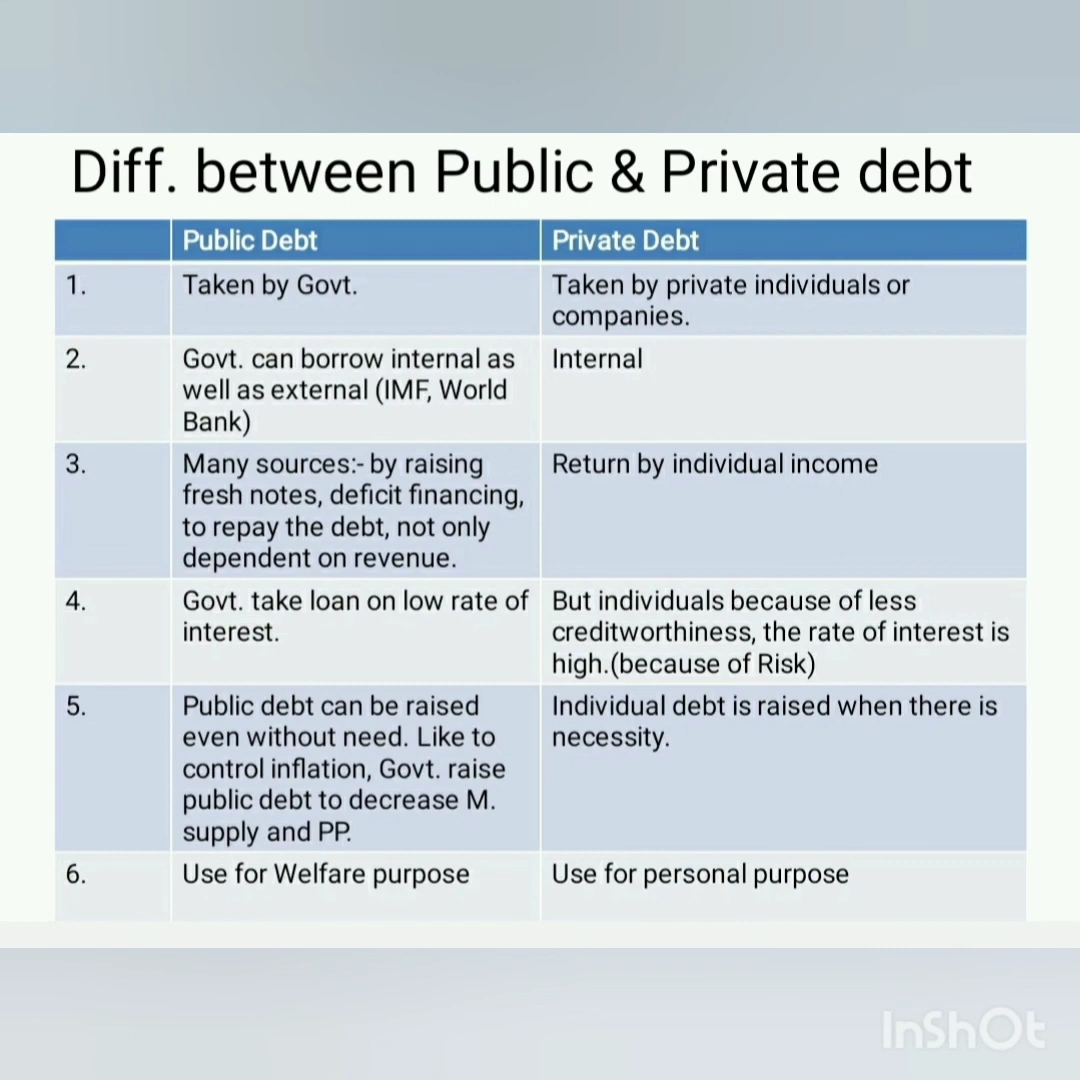 Diff. between Public & Private debt
Public Debt
Private Debt
1.
Taken by Govt.
Taken by private individuals or
companies.
2.
Govt. can borrow internal as
well as external (IMF, World
Bank)
Internal
3.
Many sources:- by raising
fresh notes, deficit financing,
to repay the debt, not only
dependent on revenue.
Return by individual income
4.
Govt. take loan on low rate of
interest.
But individuals because of less
creditworthiness, the rate of interest is
high.(because of Risk)
5.
Public debt can be raised
even without need. Like to
control inflation, Govt. raise
public debt to decrease M.
supply and PP.
Individual debt is raised when there is
necessity.
6.
Use for Welfare purpose
Use for personal purpose
InShOt